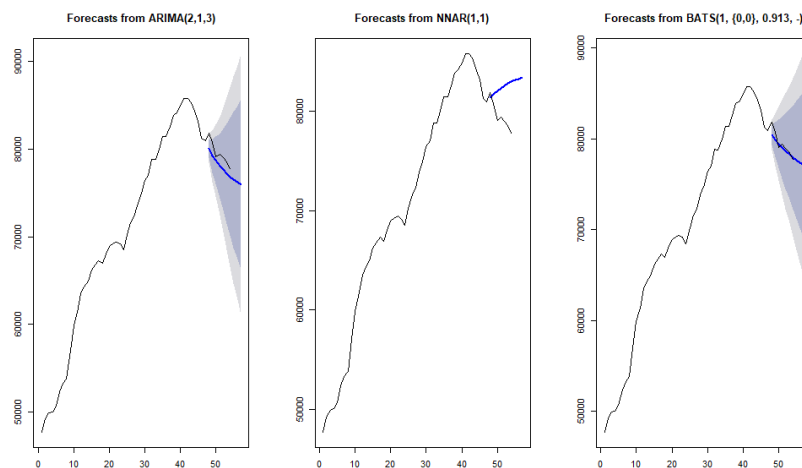 Forecasts from ARIMA(2,1,3)
90000
80000
70000
60000
50000
0 10 20 30 40 50
Forecasts from NNAR(1,1)
80000
70000
60000
50000
0 10 20 30 40 50
Forecasts from BATS(1, {0,0}, 0.913, -)
90000
80000
70000
60000
50000
0 10 20 30 40 50